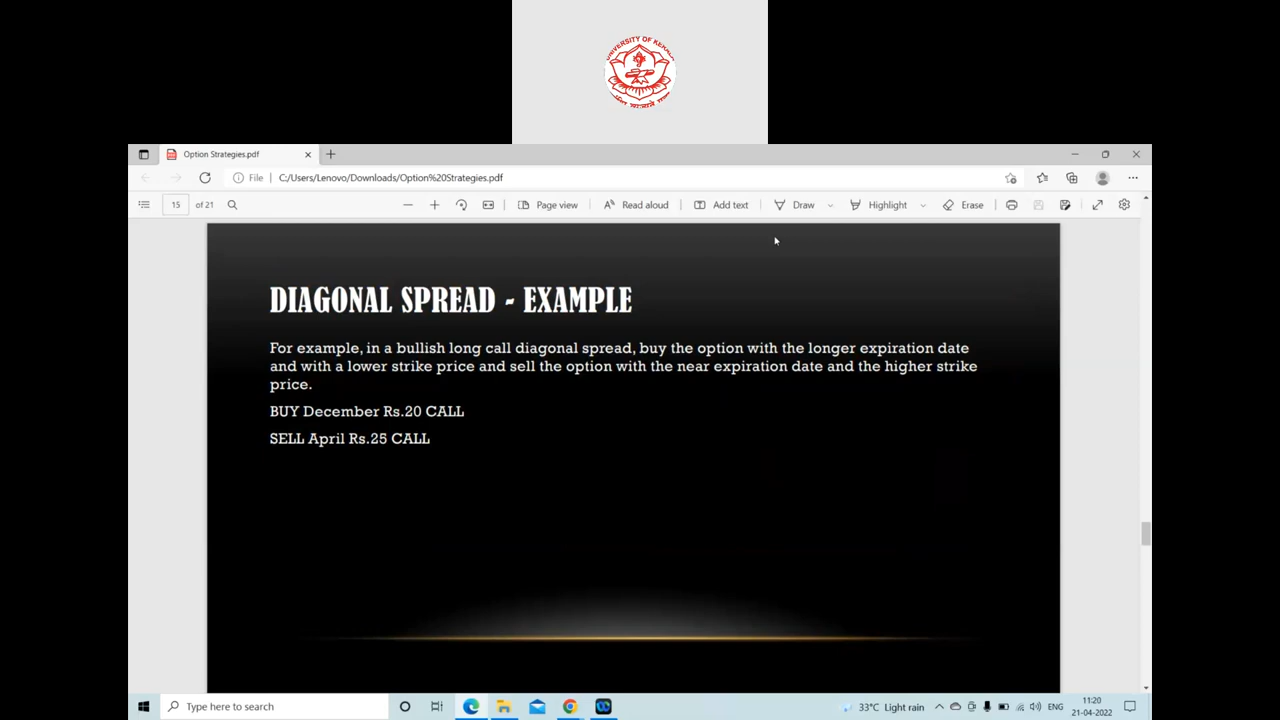 UNIVERSITY OF KERALA
Option Strategies.pdf
File C:/Users/Lenovo/Downloads/Option%20Strategies.pdf
15 of 21 Page view Read aloud Add text Draw Highlight Erase
DIAGONAL SPREAD - EXAMPLE
For example, in a bullish long call diagonal spread, buy the option with the longer expiration date
and with a lower strike price and sell the option with the near expiration date and the higher strike
price.
BUY December Rs.20 CALL
SELL April Rs.25 CALL
Type here to search 33°C Light rain ENG 11:20
21-04-2022